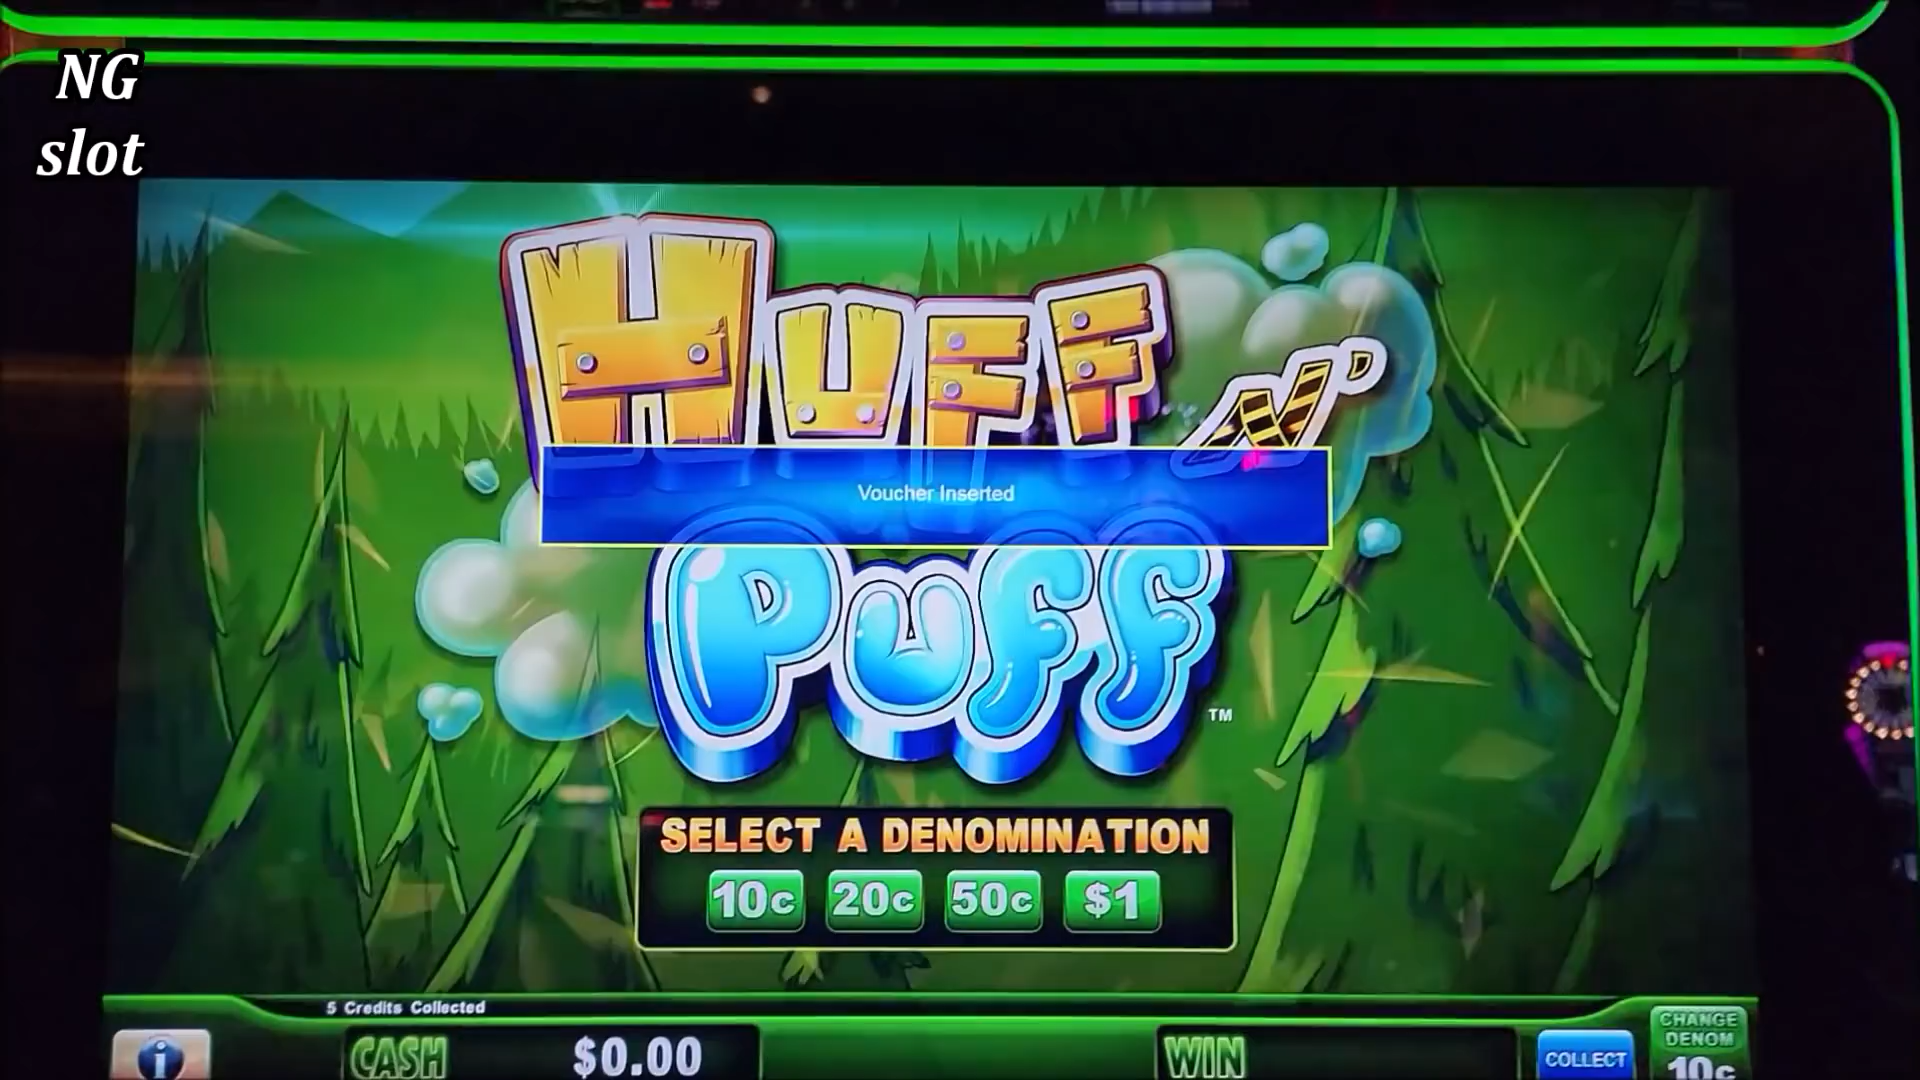 NG
slot
HUFF N'
Voucher Inserted
PUFF
™
SELECT A DENOMINATION
10c 20c 50c $1
5 Credits Collected
CASH $0.00 WIN COLLECT
CHANGE
DENOM
10c